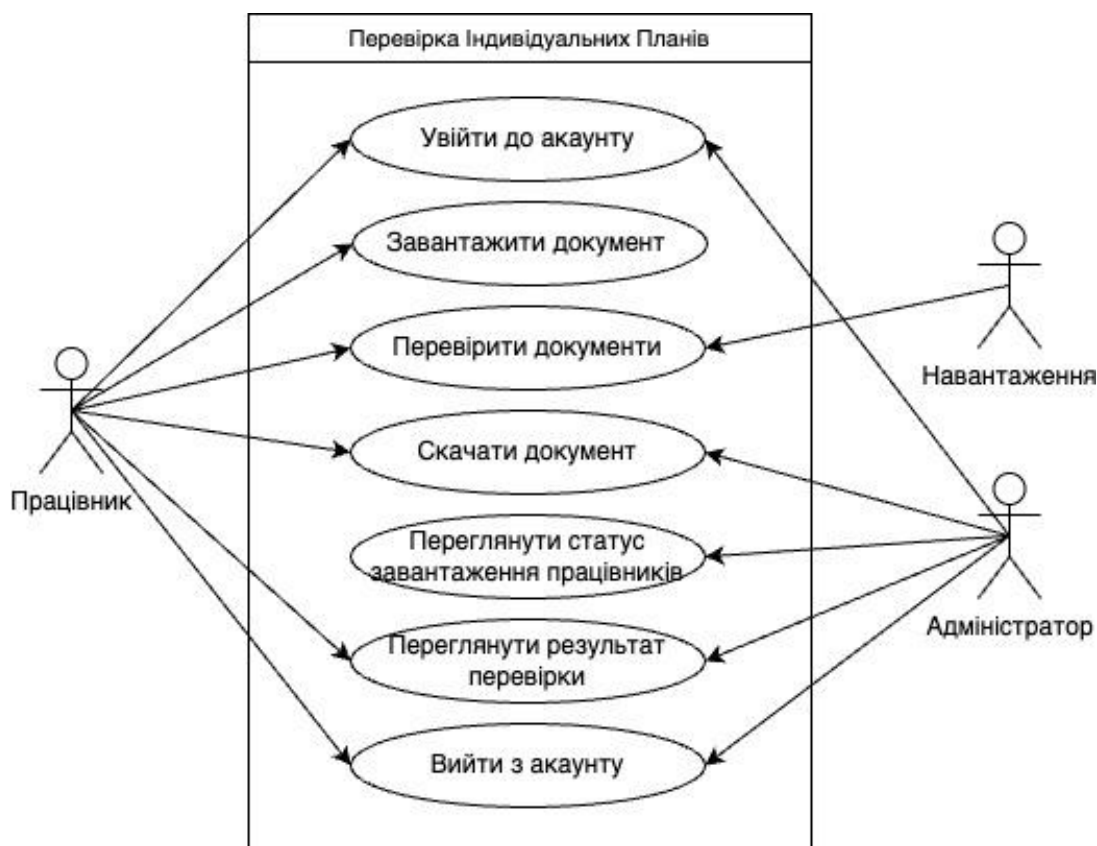 Перевірка Індивідуальних Планів
Увійти до акаунту
Завантажити документ
Перевірити документи
Навантаження
Скачати документ
Працівник
Переглянути статус
завантаження працівників
Адміністратор
Переглянути результат
перевірки
Вийти з акаунту